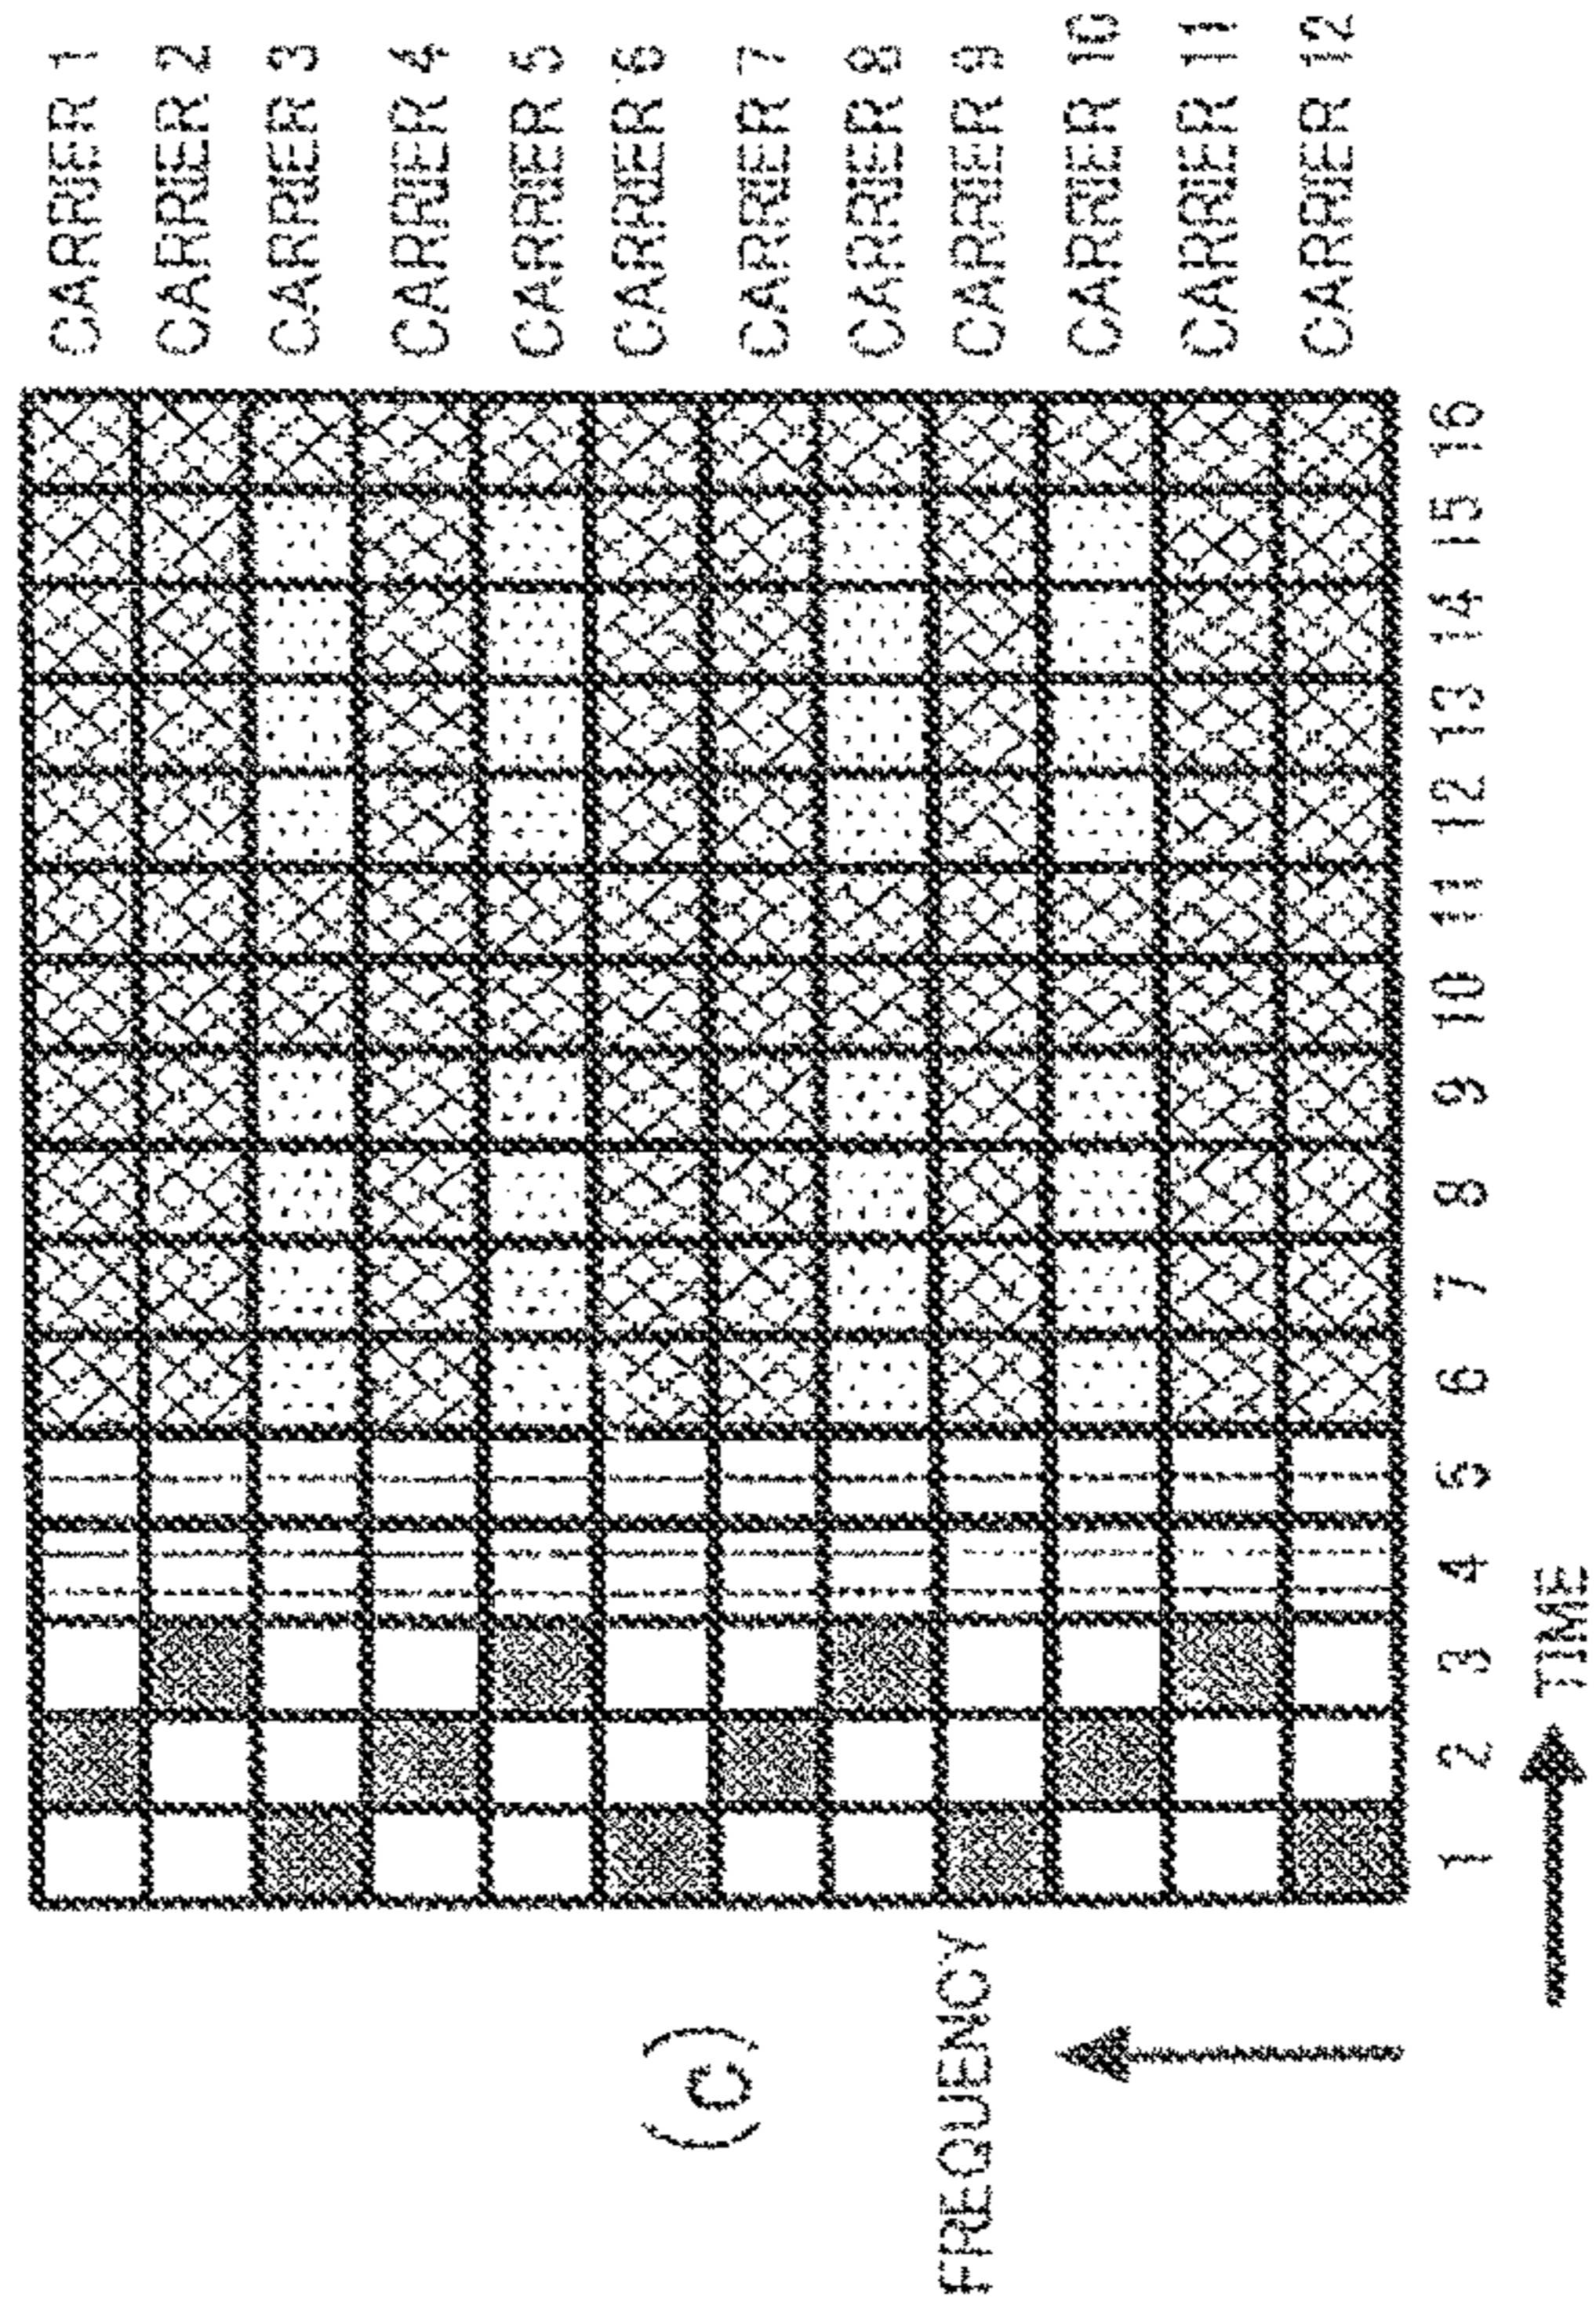 (c)
FREQUENCY
CARRIER 1
CARRIER 2
CARRIER 3
CARRIER 4
CARRIER 5
CARRIER 6
CARRIER 7
CARRIER 8
CARRIER 9
CARRIER 10
CARRIER 11
CARRIER 12
1 2 3 4 5 6 7 8 9 10 11 12 13 14 15 16
TIME